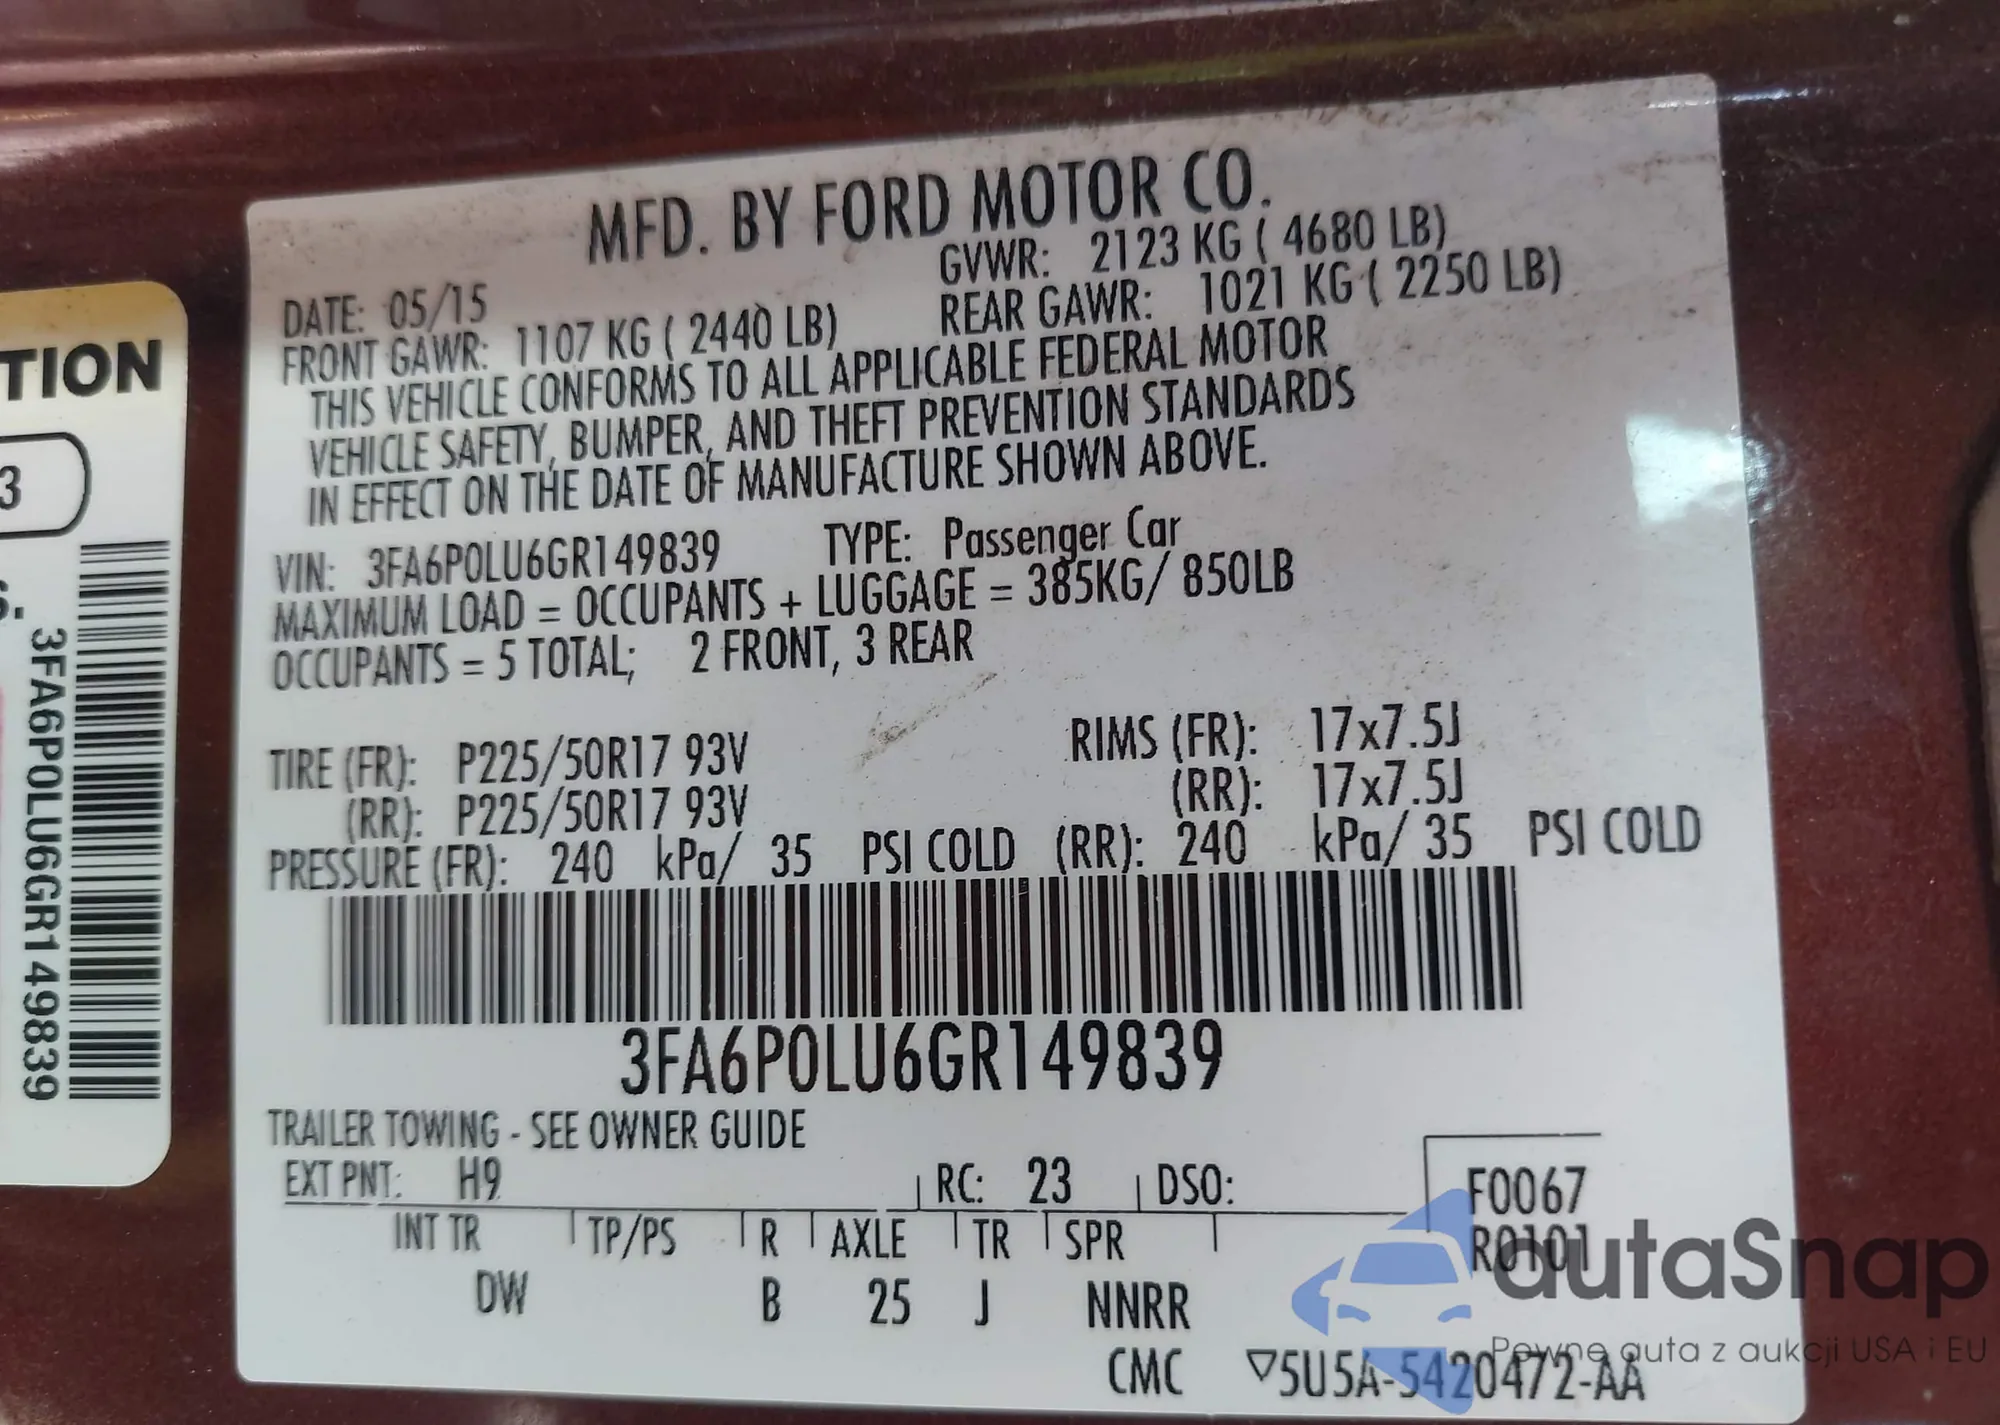 TION
3
S.
3FA6P0LU6GR149839
MFD. BY FORD MOTOR CO.
DATE: 05/15 GVWR: 2123 KG ( 4680 LB)
FRONT GAWR: 1107 KG ( 2440 LB) REAR GAWR: 1021 KG ( 2250 LB)
THIS VEHICLE CONFORMS TO ALL APPLICABLE FEDERAL MOTOR
VEHICLE SAFETY, BUMPER, AND THEFT PREVENTION STANDARDS
IN EFFECT ON THE DATE OF MANUFACTURE SHOWN ABOVE.
VIN: 3FA6P0LU6GR149839 TYPE: Passenger Car
MAXIMUM LOAD = OCCUPANTS + LUGGAGE = 385KG/ 850LB
OCCUPANTS = 5 TOTAL; 2 FRONT, 3 REAR
TIRE (FR): P225/50R17 93V RIMS (FR): 17x7.5J
(RR): P225/50R17 93V (RR): 17x7.5J
PRESSURE (FR): 240 kPa/ 35 PSI COLD (RR): 240 kPa/ 35 PSI COLD
3FA6P0LU6GR149839
TRAILER TOWING - SEE OWNER GUIDE
EXT PNT: H9 RC: 23 DSO: F0067
INT TR TP/PS R AXLE TR SPR R0101
DW B 25 J NNRR
CMC ▽5U5A-5420472-AA
autaSnap
Pewne auta z aukcji USA i EU